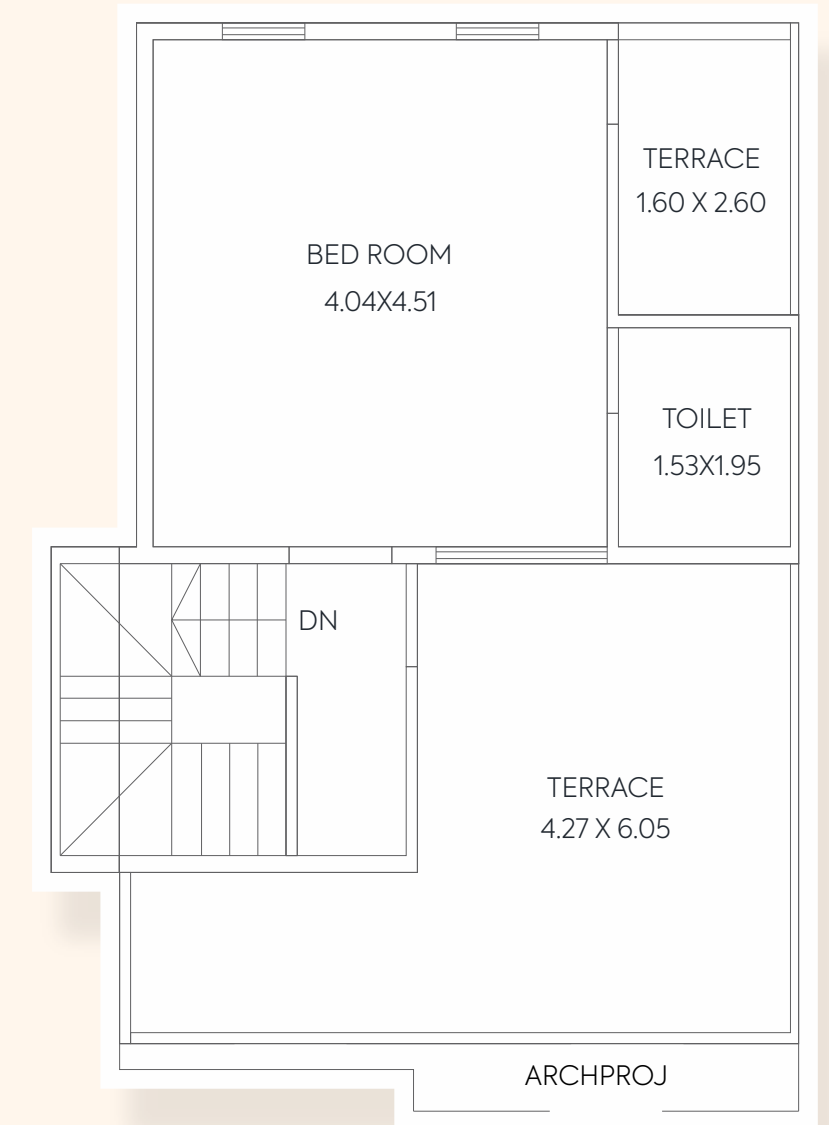 TERRACE
1.60 X 2.60
BED ROOM
4.04X4.51
TOILET
1.53X1.95
DN
TERRACE
4.27 X 6.05
ARCHPROJ